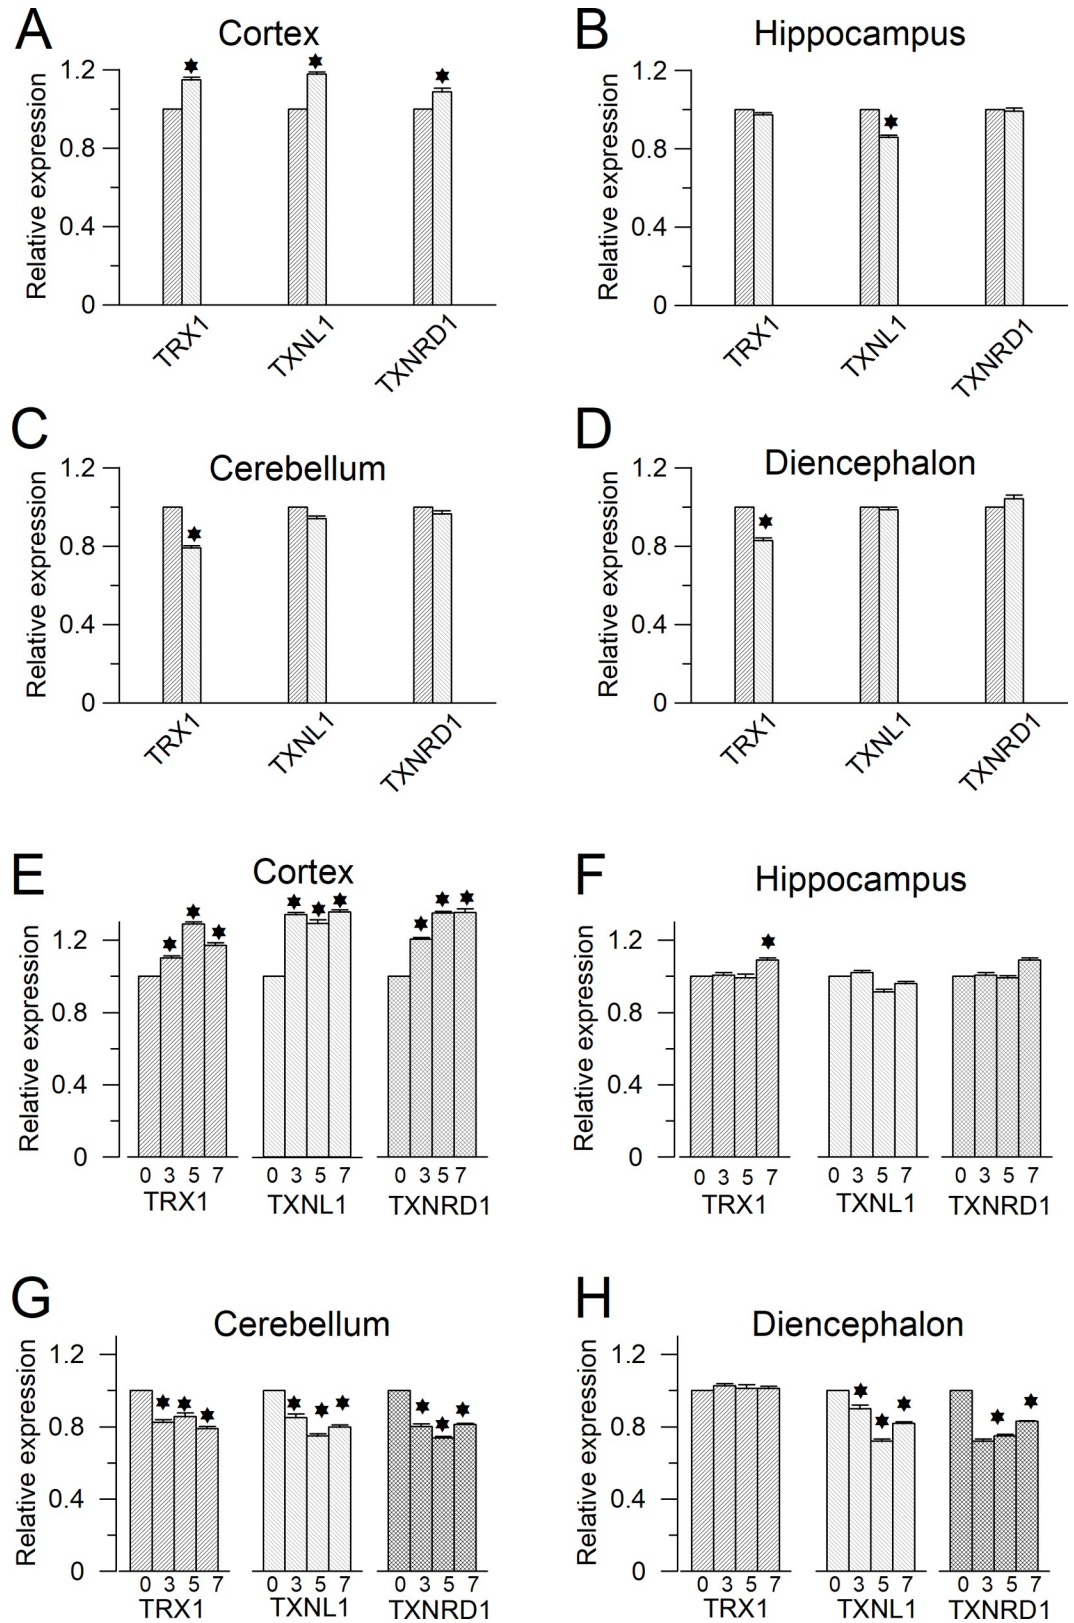 A
Cortex
Relative expression
1.2
0.8
0.4
0
TRX1
TXNL1
TXNRD1
B
Hippocampus
Relative expression
1.2
0.8
0.4
0
TRX1
TXNL1
TXNRD1
C
Cerebellum
Relative expression
1.2
0.8
0.4
0
TRX1
TXNL1
TXNRD1
D
Diencephalon
Relative expression
1.2
0.8
0.4
0
TRX1
TXNL1
TXNRD1
E
Cortex
Relative expression
1.2
0.8
0.4
0
0 3 5 7
TRX1
0 3 5 7
TXNL1
0 3 5 7
TXNRD1
F
Hippocampus
Relative expression
1.2
0.8
0.4
0
0 3 5 7
TRX1
0 3 5 7
TXNL1
0 3 5 7
TXNRD1
G
Cerebellum
Relative expression
1.2
0.8
0.4
0
0 3 5 7
TRX1
0 3 5 7
TXNL1
0 3 5 7
TXNRD1
H
Diencephalon
Relative expression
1.2
0.8
0.4
0
0 3 5 7
TRX1
0 3 5 7
TXNL1
0 3 5 7
TXNRD1